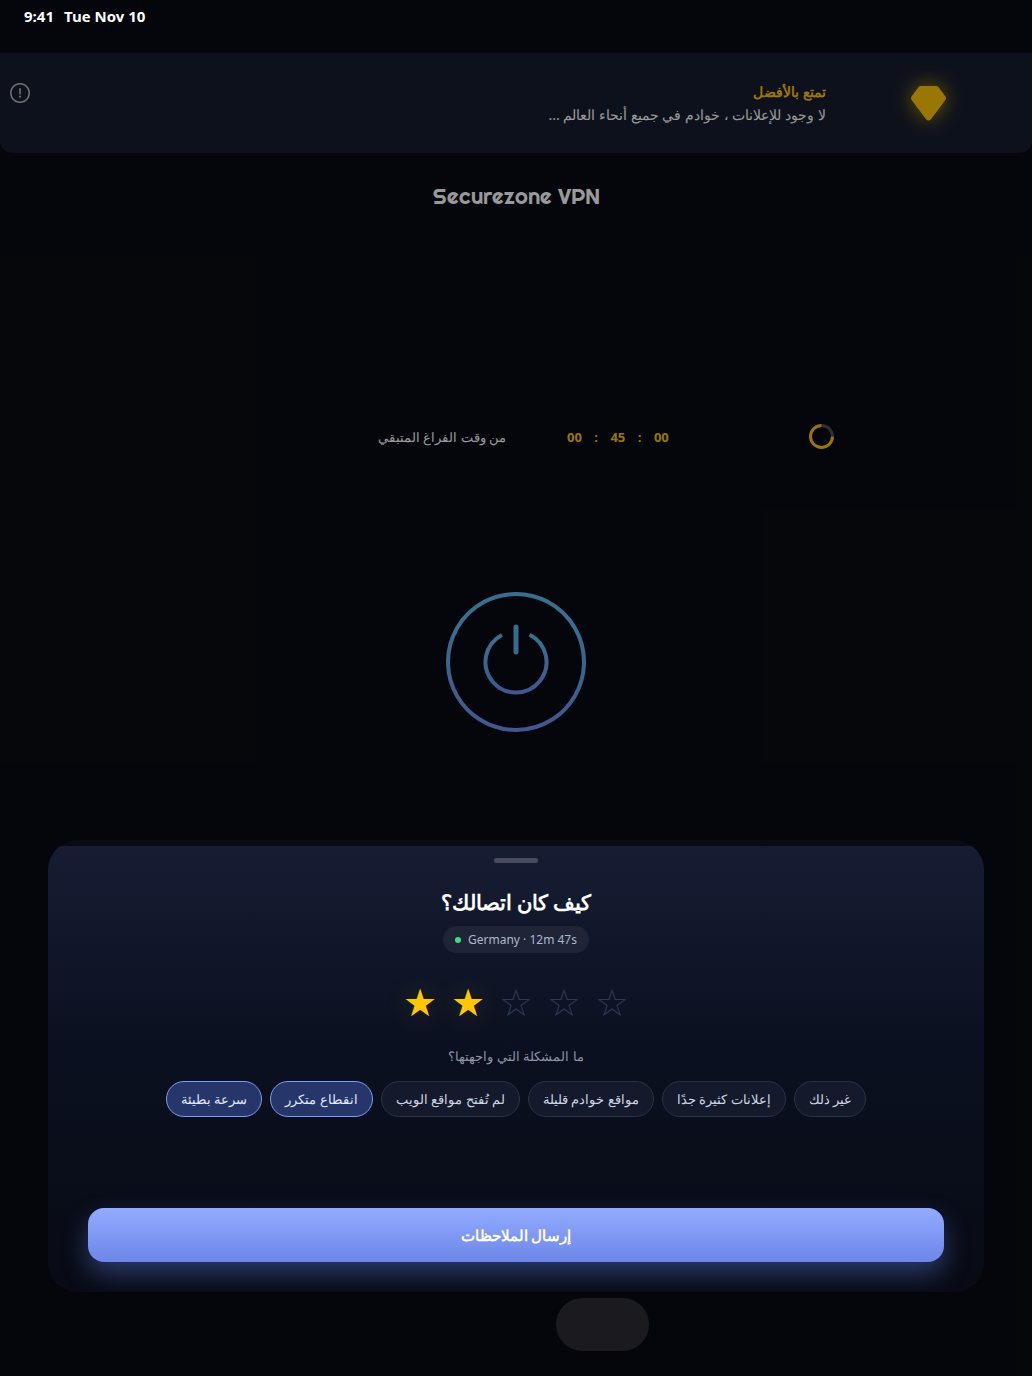 9:41 Tue Nov 10
تمتع بالأفضل
لا وجود للإعلانات ، خوادم في جميع أنحاء العالم ...
Securezone VPN
من وقت الفراغ المتبقي
00 : 45 : 00
كيف كان اتصالك؟
Germany · 12m 47s
ما المشكلة التي واجهتها؟
سرعة بطيئة
انقطاع متكرر
لم تُفتح مواقع الويب
مواقع خوادم قليلة
إعلانات كثيرة جدًا
غير ذلك
إرسال الملاحظات